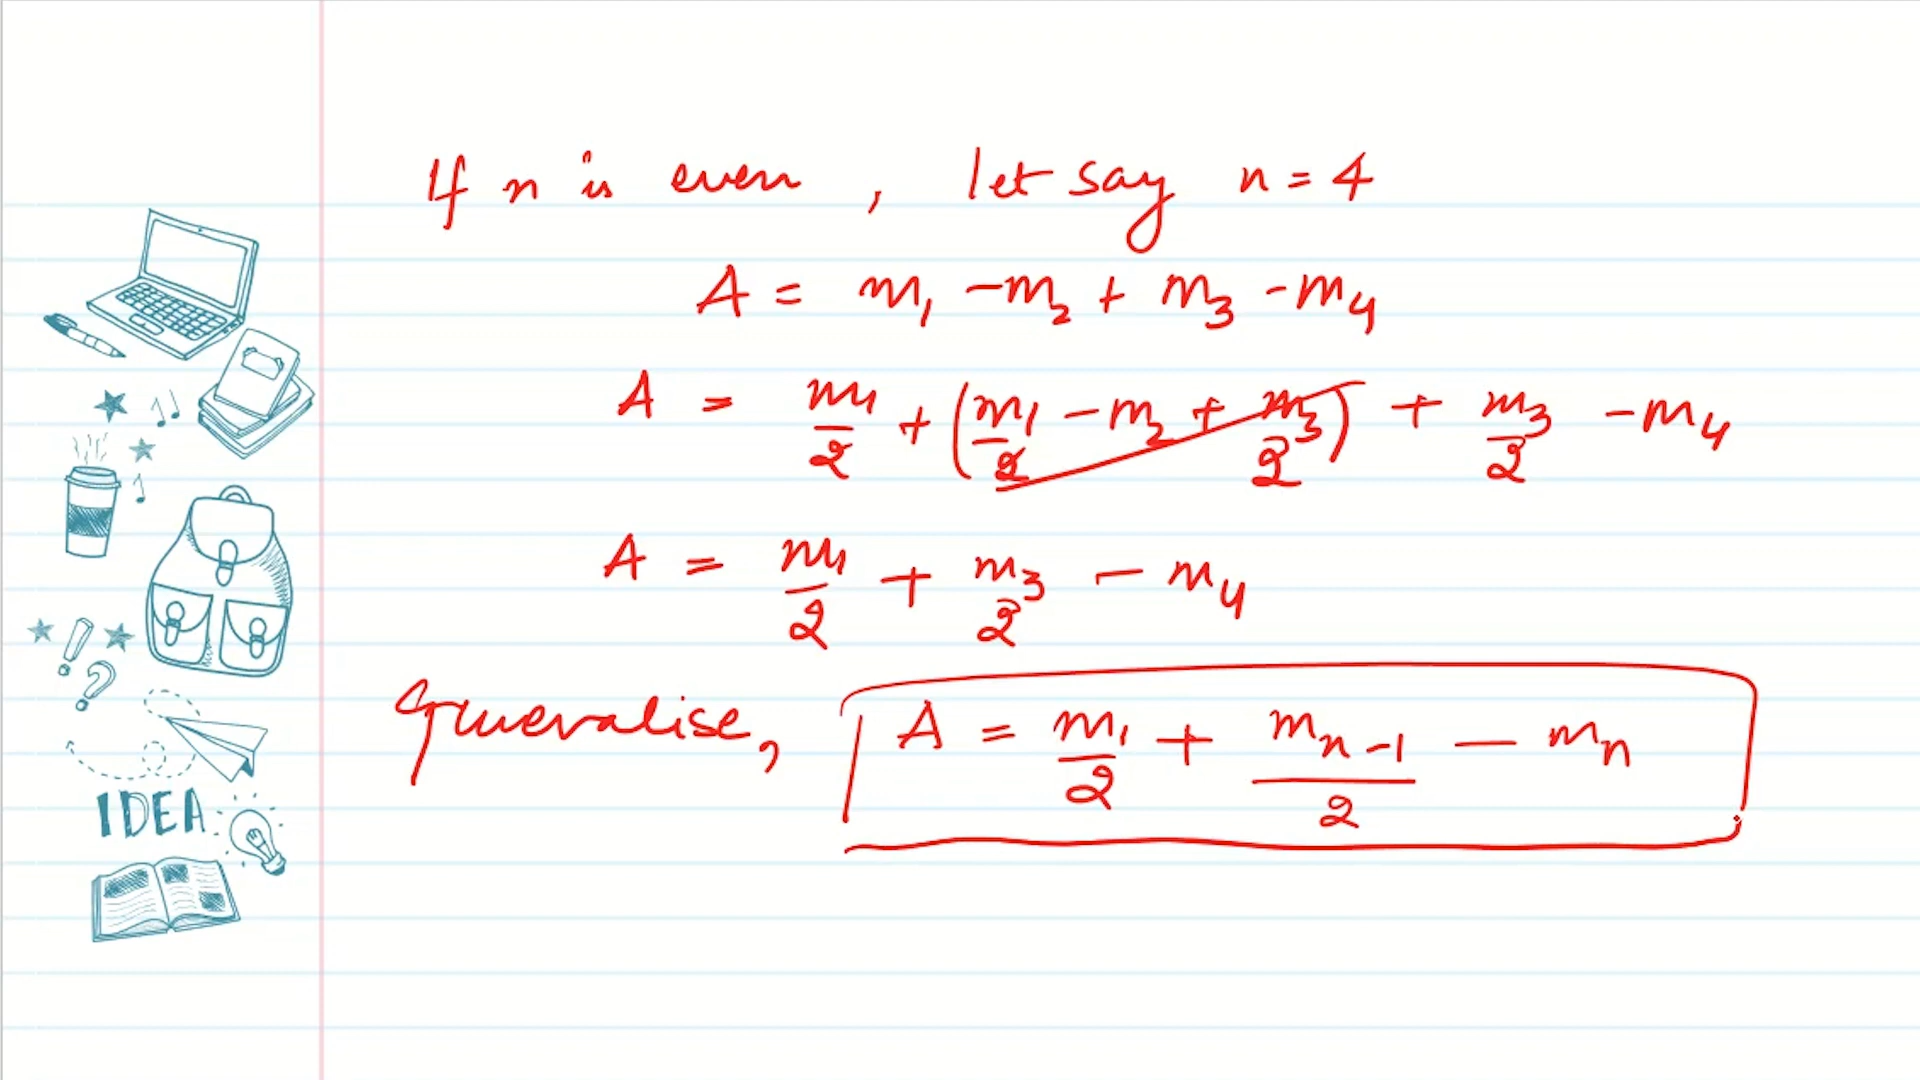 If n is even , let say n = 4
A = m₁ - m₂ + m₃ - m₄
A = m₁/2 + (m₁/2 - m₂ + m₃/2) + m₃/2 - m₄
A = m₁/2 + m₃/2 - m₄
Generalise, A = m₁/2 + mₙ₋₁/2 - mₙ
IDEA